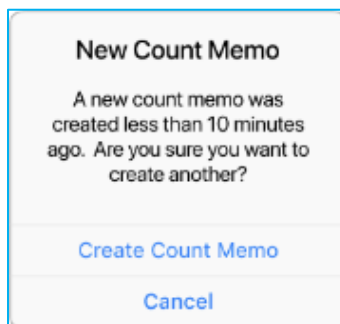 New Count Memo
A new count memo was
created less than 10 minutes
ago. Are you sure you want to
create another?
Create Count Memo
Cancel